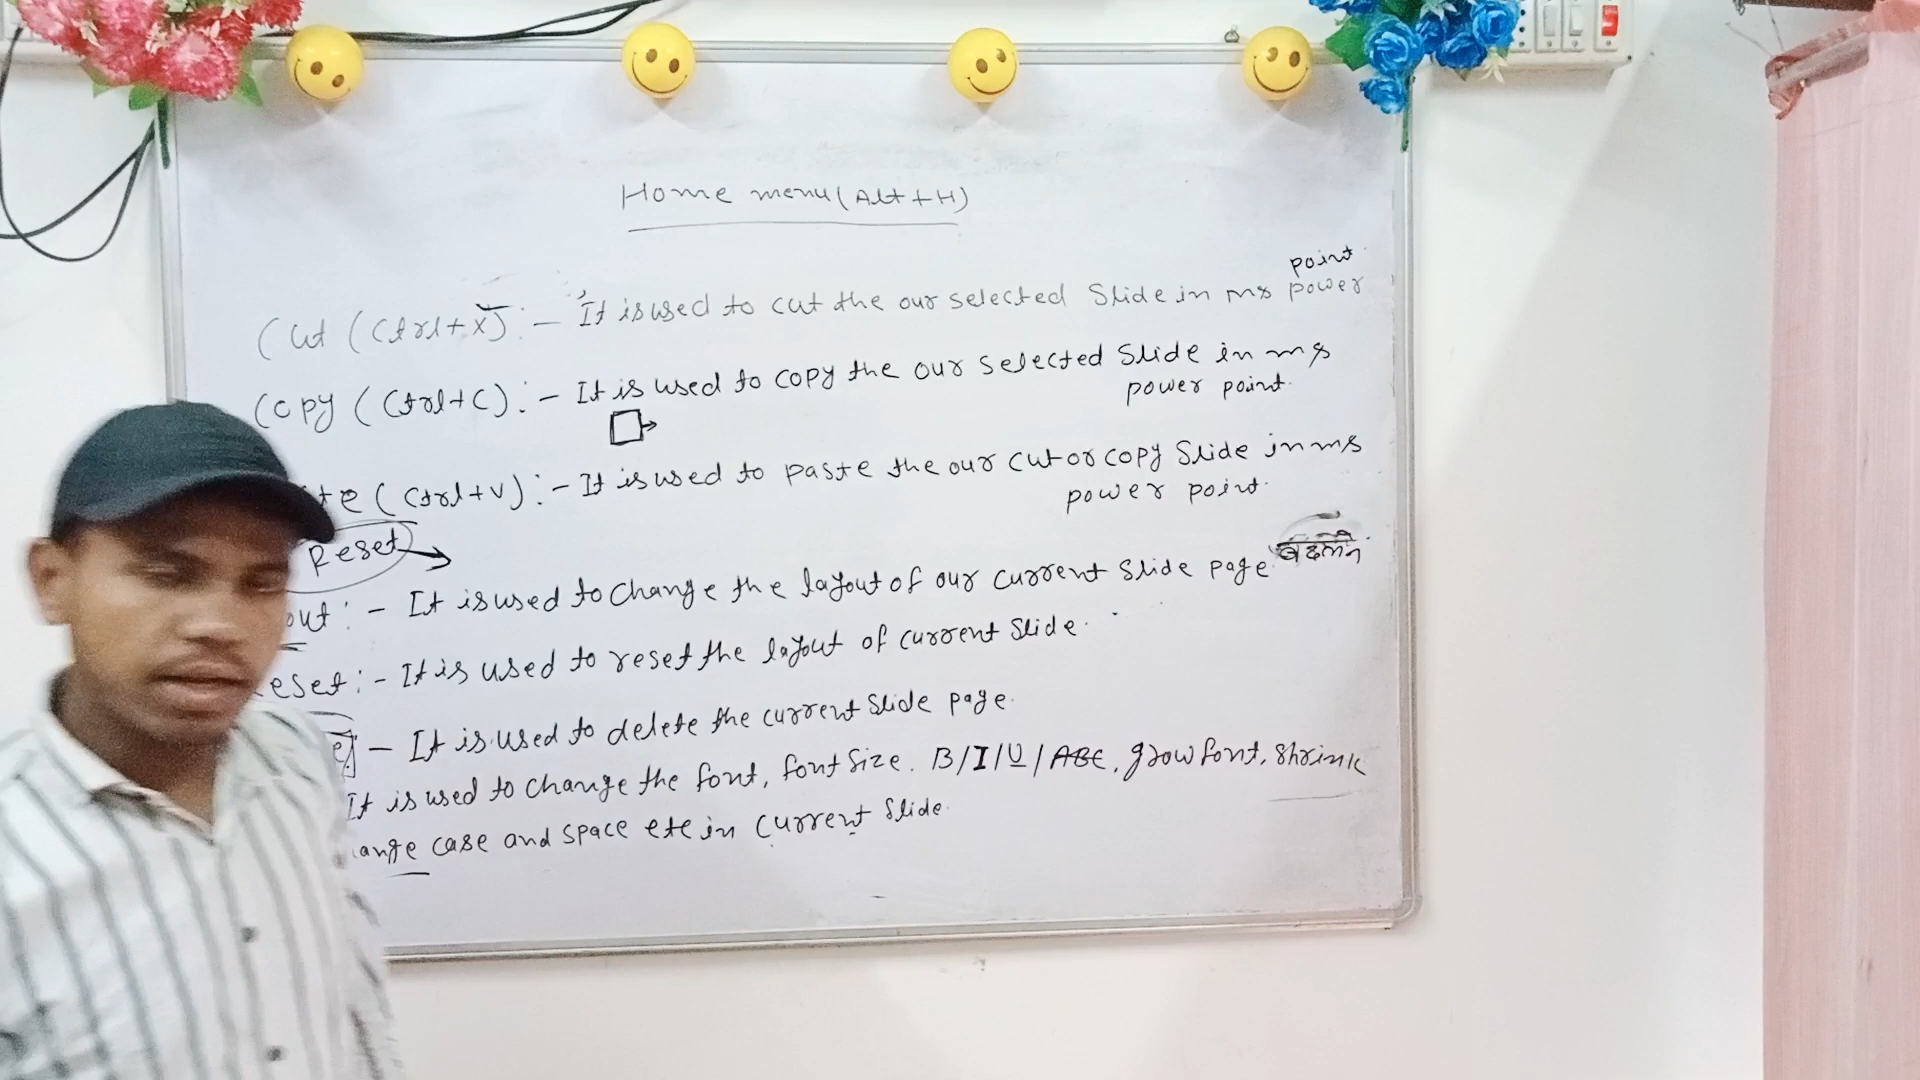 Home menu (Alt+H)
Cut (Ctrl+X) :- It is used to cut the our selected Slide in ms power point
Copy (Ctrl+C) :- It is used to copy the our selected Slide in ms power point.
te (Ctrl+V) :- It is used to paste the our cut or copy Slide in ms power point.
Reset
out :- It is used to change the layout of our current slide page.
eset :- It is used to reset the layout of current slide.
It is used to delete the current slide page.
It is used to change the font, font size. B/I/U/ABC, grow font, shrink
ange case and space etc in current slide.